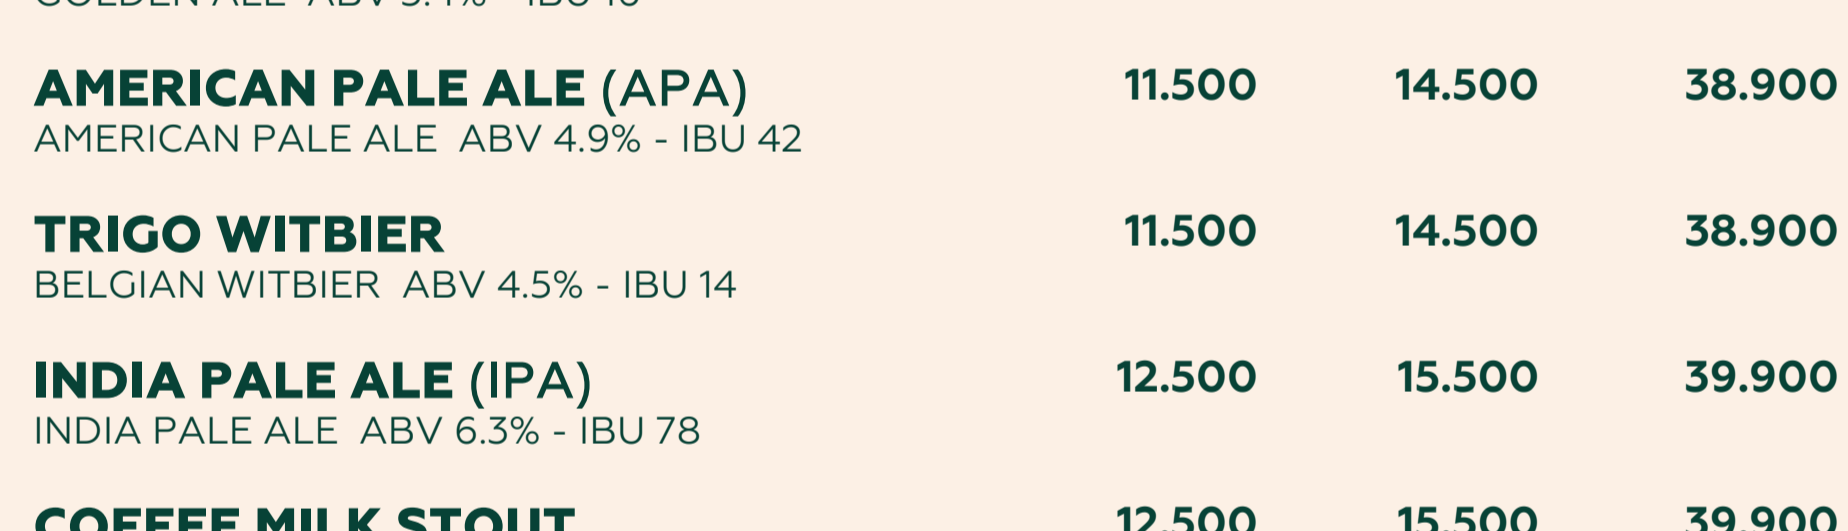 GOLDEN ALE ABV
AMERICAN PALE ALE (APA) 11.500 14.500 38.900
AMERICAN PALE ALE ABV 4.9% - IBU 42
TRIGO WITBIER 11.500 14.500 38.900
BELGIAN WITBIER ABV 4.5% - IBU 14
INDIA PALE ALE (IPA) 12.500 15.500 39.900
INDIA PALE ALE ABV 6.3% - IBU 78
COFFEE MILK STOUT 12.500 15.500 39.900